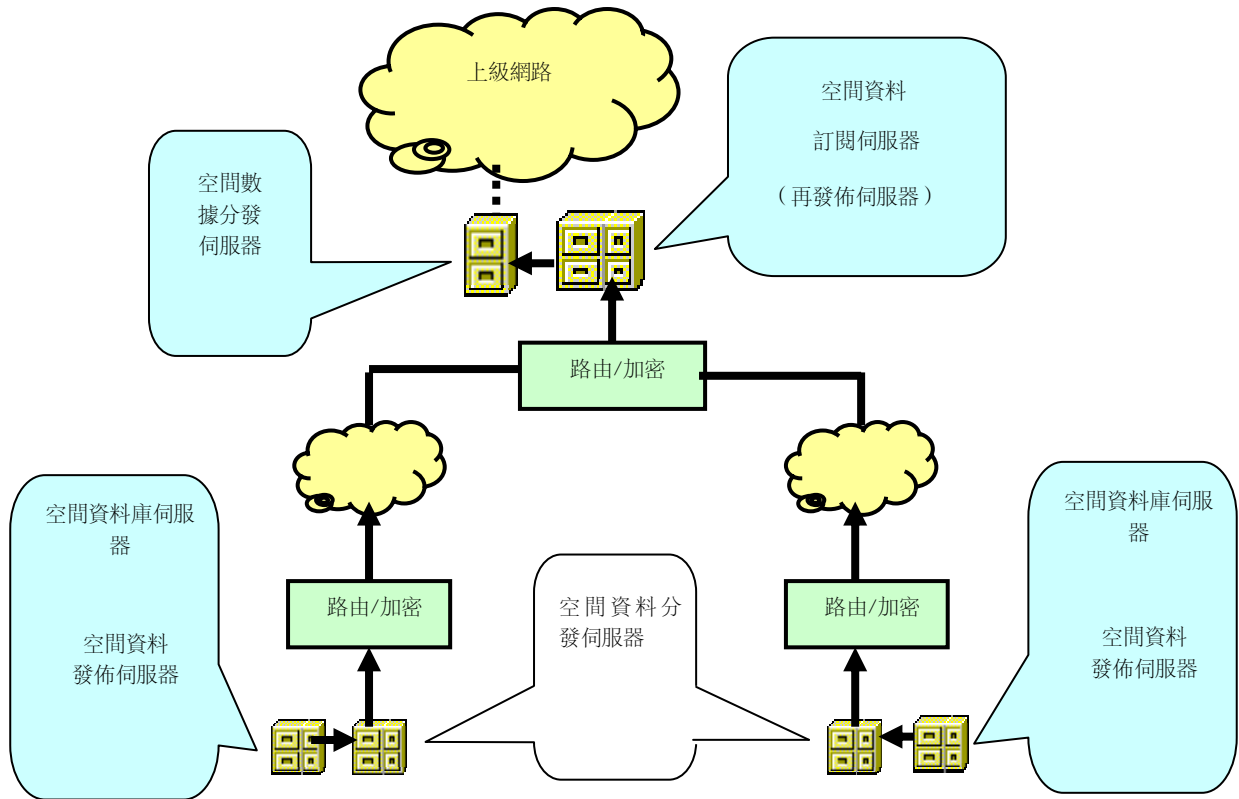 上級網路
空間資料
訂閱伺服器
（再發佈伺服器）
空間數
據分發
伺服器
路由/加密
空間資料庫伺服
器
空間資料
發佈伺服器
路由/加密
空間資料分
發伺服器
路由/加密
空間資料庫伺服
器
空間資料
發佈伺服器